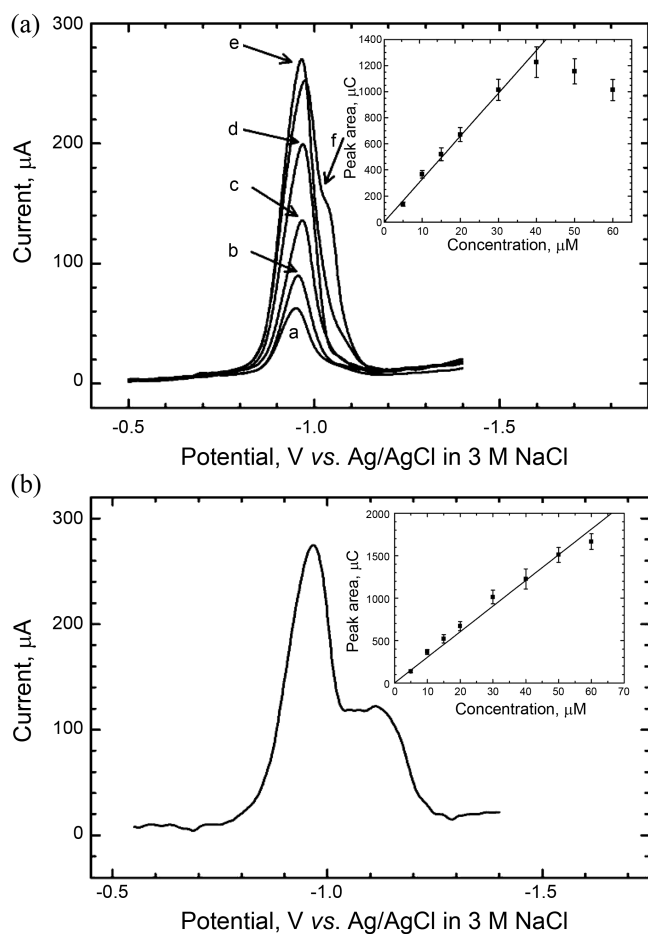 (a)
300
200
100
0
Current, μA
e
d
c
b
a
f
1400
1200
1000
800
600
400
200
0
Peak area, μC
0 10 20 30 40 50 60
Concentration, μM
-0.5 -1.0 -1.5
Potential, V vs. Ag/AgCl in 3 M NaCl
(b)
300
200
100
0
Current, μA
2000
1500
1000
500
0
Peak area, μC
0 10 20 30 40 50 60 70
Concentration, μM
-0.5 -1.0 -1.5
Potential, V vs. Ag/AgCl in 3 M NaCl